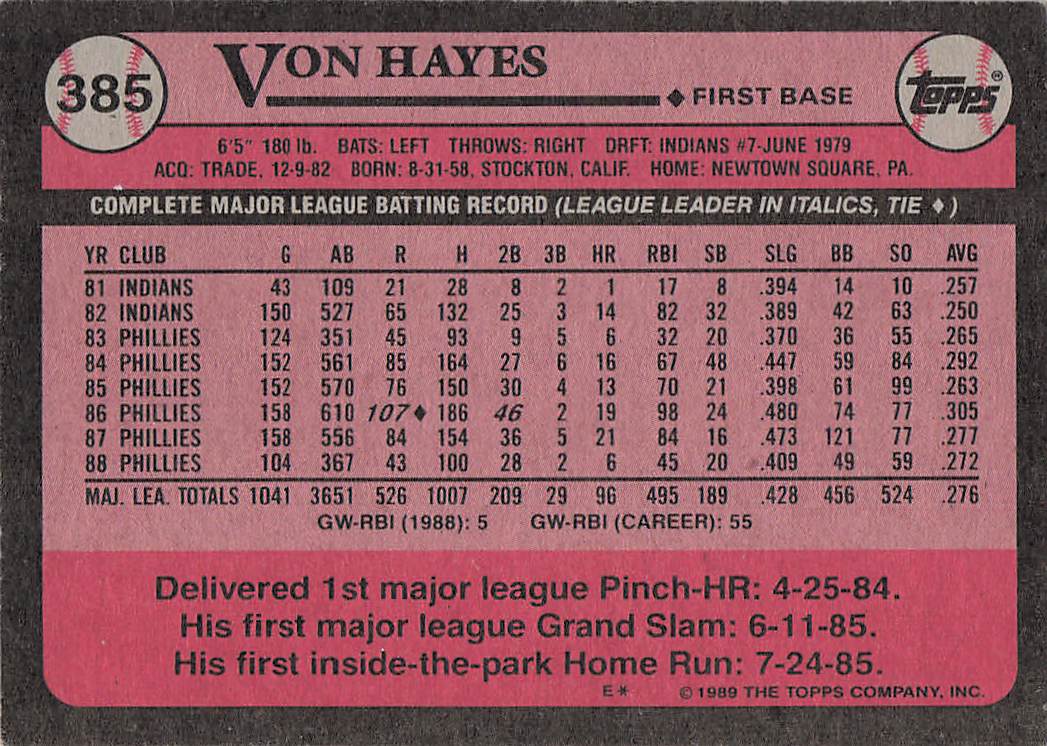 385
VON HAYES
♦ FIRST BASE
TOPPS®
6'5" 180 lb. BATS: LEFT THROWS: RIGHT DRFT: INDIANS #7-JUNE 1979
ACQ: TRADE, 12-9-82 BORN: 8-31-58, STOCKTON, CALIF. HOME: NEWTOWN SQUARE, PA.
COMPLETE MAJOR LEAGUE BATTING RECORD (LEAGUE LEADER IN ITALICS, TIE ♦)
YR CLUB G AB R H 2B 3B HR RBI SB SLG BB SO AVG
81 INDIANS 43 109 21 28 8 2 1 17 8 .394 14 10 .257
82 INDIANS 150 527 65 132 25 3 14 82 32 .389 42 63 .250
83 PHILLIES 124 351 45 93 9 5 6 32 20 .370 36 55 .265
84 PHILLIES 152 561 85 164 27 6 16 67 48 .447 59 84 .292
85 PHILLIES 152 570 76 150 30 4 13 70 21 .398 61 99 .263
86 PHILLIES 158 610 107♦ 186 46 2 19 98 24 .480 74 77 .305
87 PHILLIES 158 556 84 154 36 5 21 84 16 .473 121 77 .277
88 PHILLIES 104 367 43 100 28 2 6 45 20 .409 49 59 .272
MAJ. LEA. TOTALS 1041 3651 526 1007 209 29 96 495 189 .428 456 524 .276
GW-RBI (1988): 5 GW-RBI (CAREER): 55
Delivered 1st major league Pinch-HR: 4-25-84.
His first major league Grand Slam: 6-11-85.
His first inside-the-park Home Run: 7-24-85.
E* © 1989 THE TOPPS COMPANY, INC.